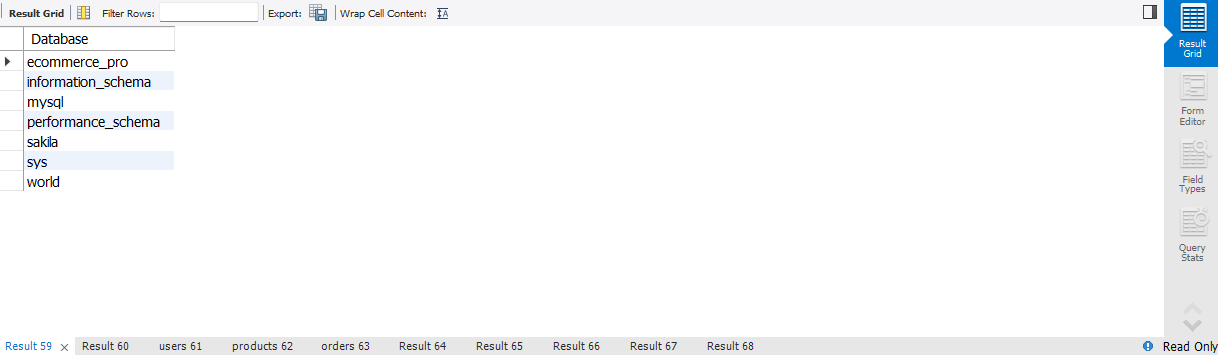 Result Grid Filter Rows: Export: Wrap Cell Content:
Database
ecommerce_pro
information_schema
mysql
performance_schema
sakila
sys
world
Result
Grid
Form
Editor
Field
Types
Query
Stats
Result 59 Result 60 users 61 products 62 orders 63 Result 64 Result 65 Result 66 Result 67 Result 68 Read Only